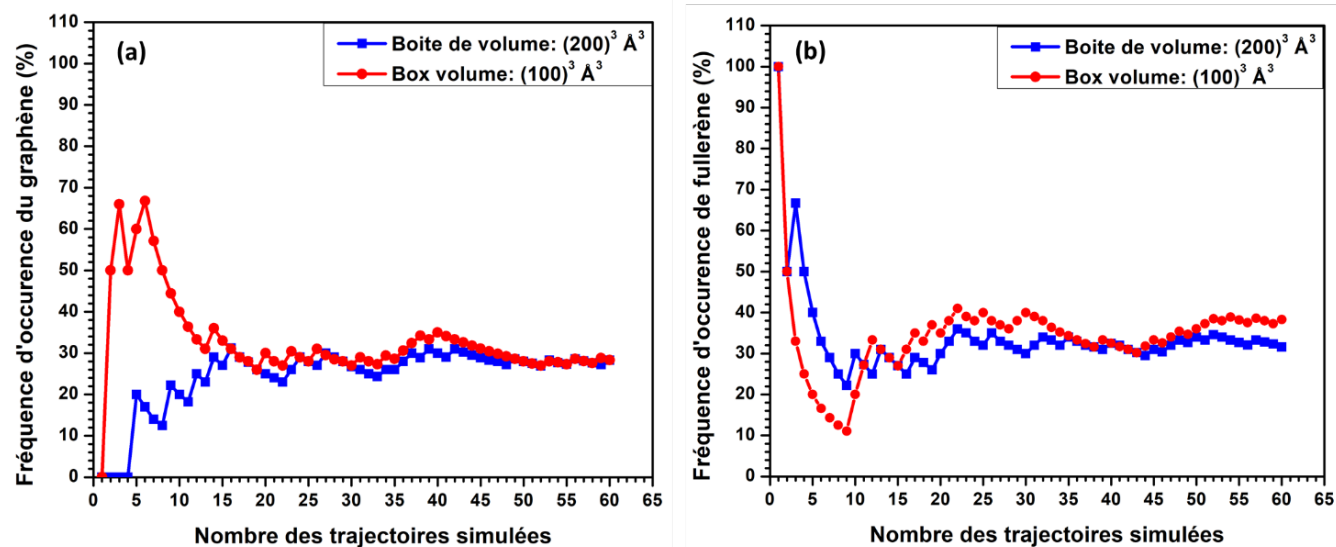 (a)
Boite de volume: (200)³ Å³
Box volume: (100)³ Å³
Fréquence d'occurence du graphène (%)
110
100
90
80
70
60
50
40
30
20
10
0
0 5 10 15 20 25 30 35 40 45 50 55 60 65
Nombre des trajectoires simulées
(b)
Boite de volume: (200)³ Å³
Box volume: (100)³ Å³
Fréquence d'occurence de fullerène (%)
110
100
90
80
70
60
50
40
30
20
10
0
0 5 10 15 20 25 30 35 40 45 50 55 60 65
Nombre des trajectoires simulées